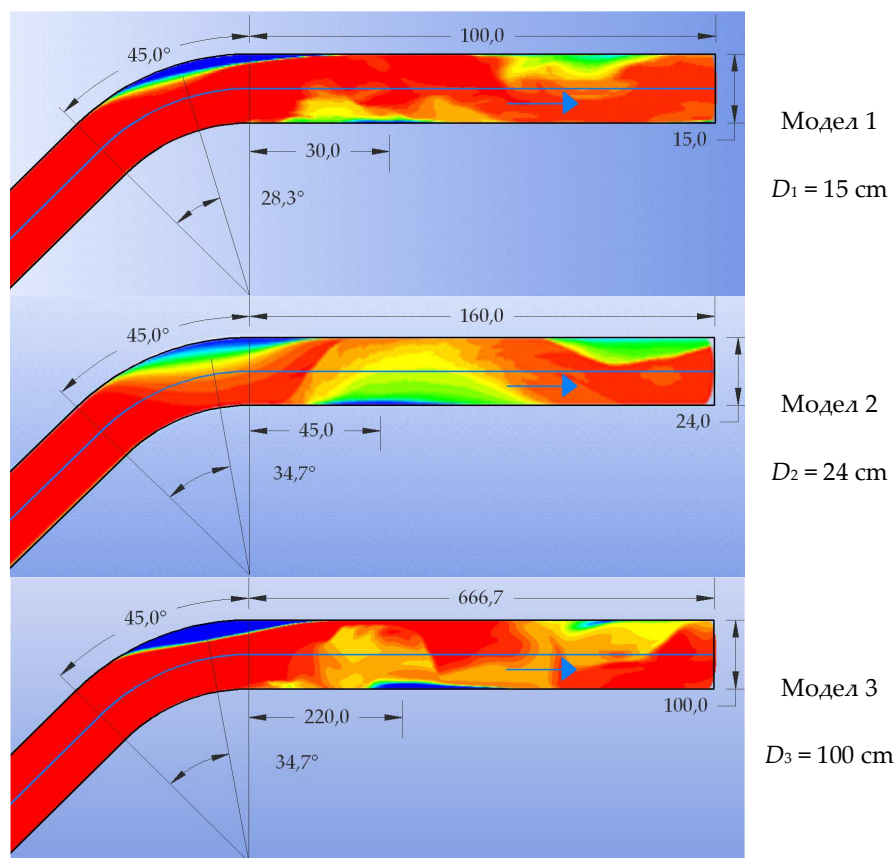 45,0°
100,0
30,0
15,0
28,3°
Модел 1
D₁ = 15 cm
45,0°
160,0
45,0
24,0
34,7°
Модел 2
D₂ = 24 cm
45,0°
666,7
220,0
100,0
34,7°
Модел 3
D₃ = 100 cm